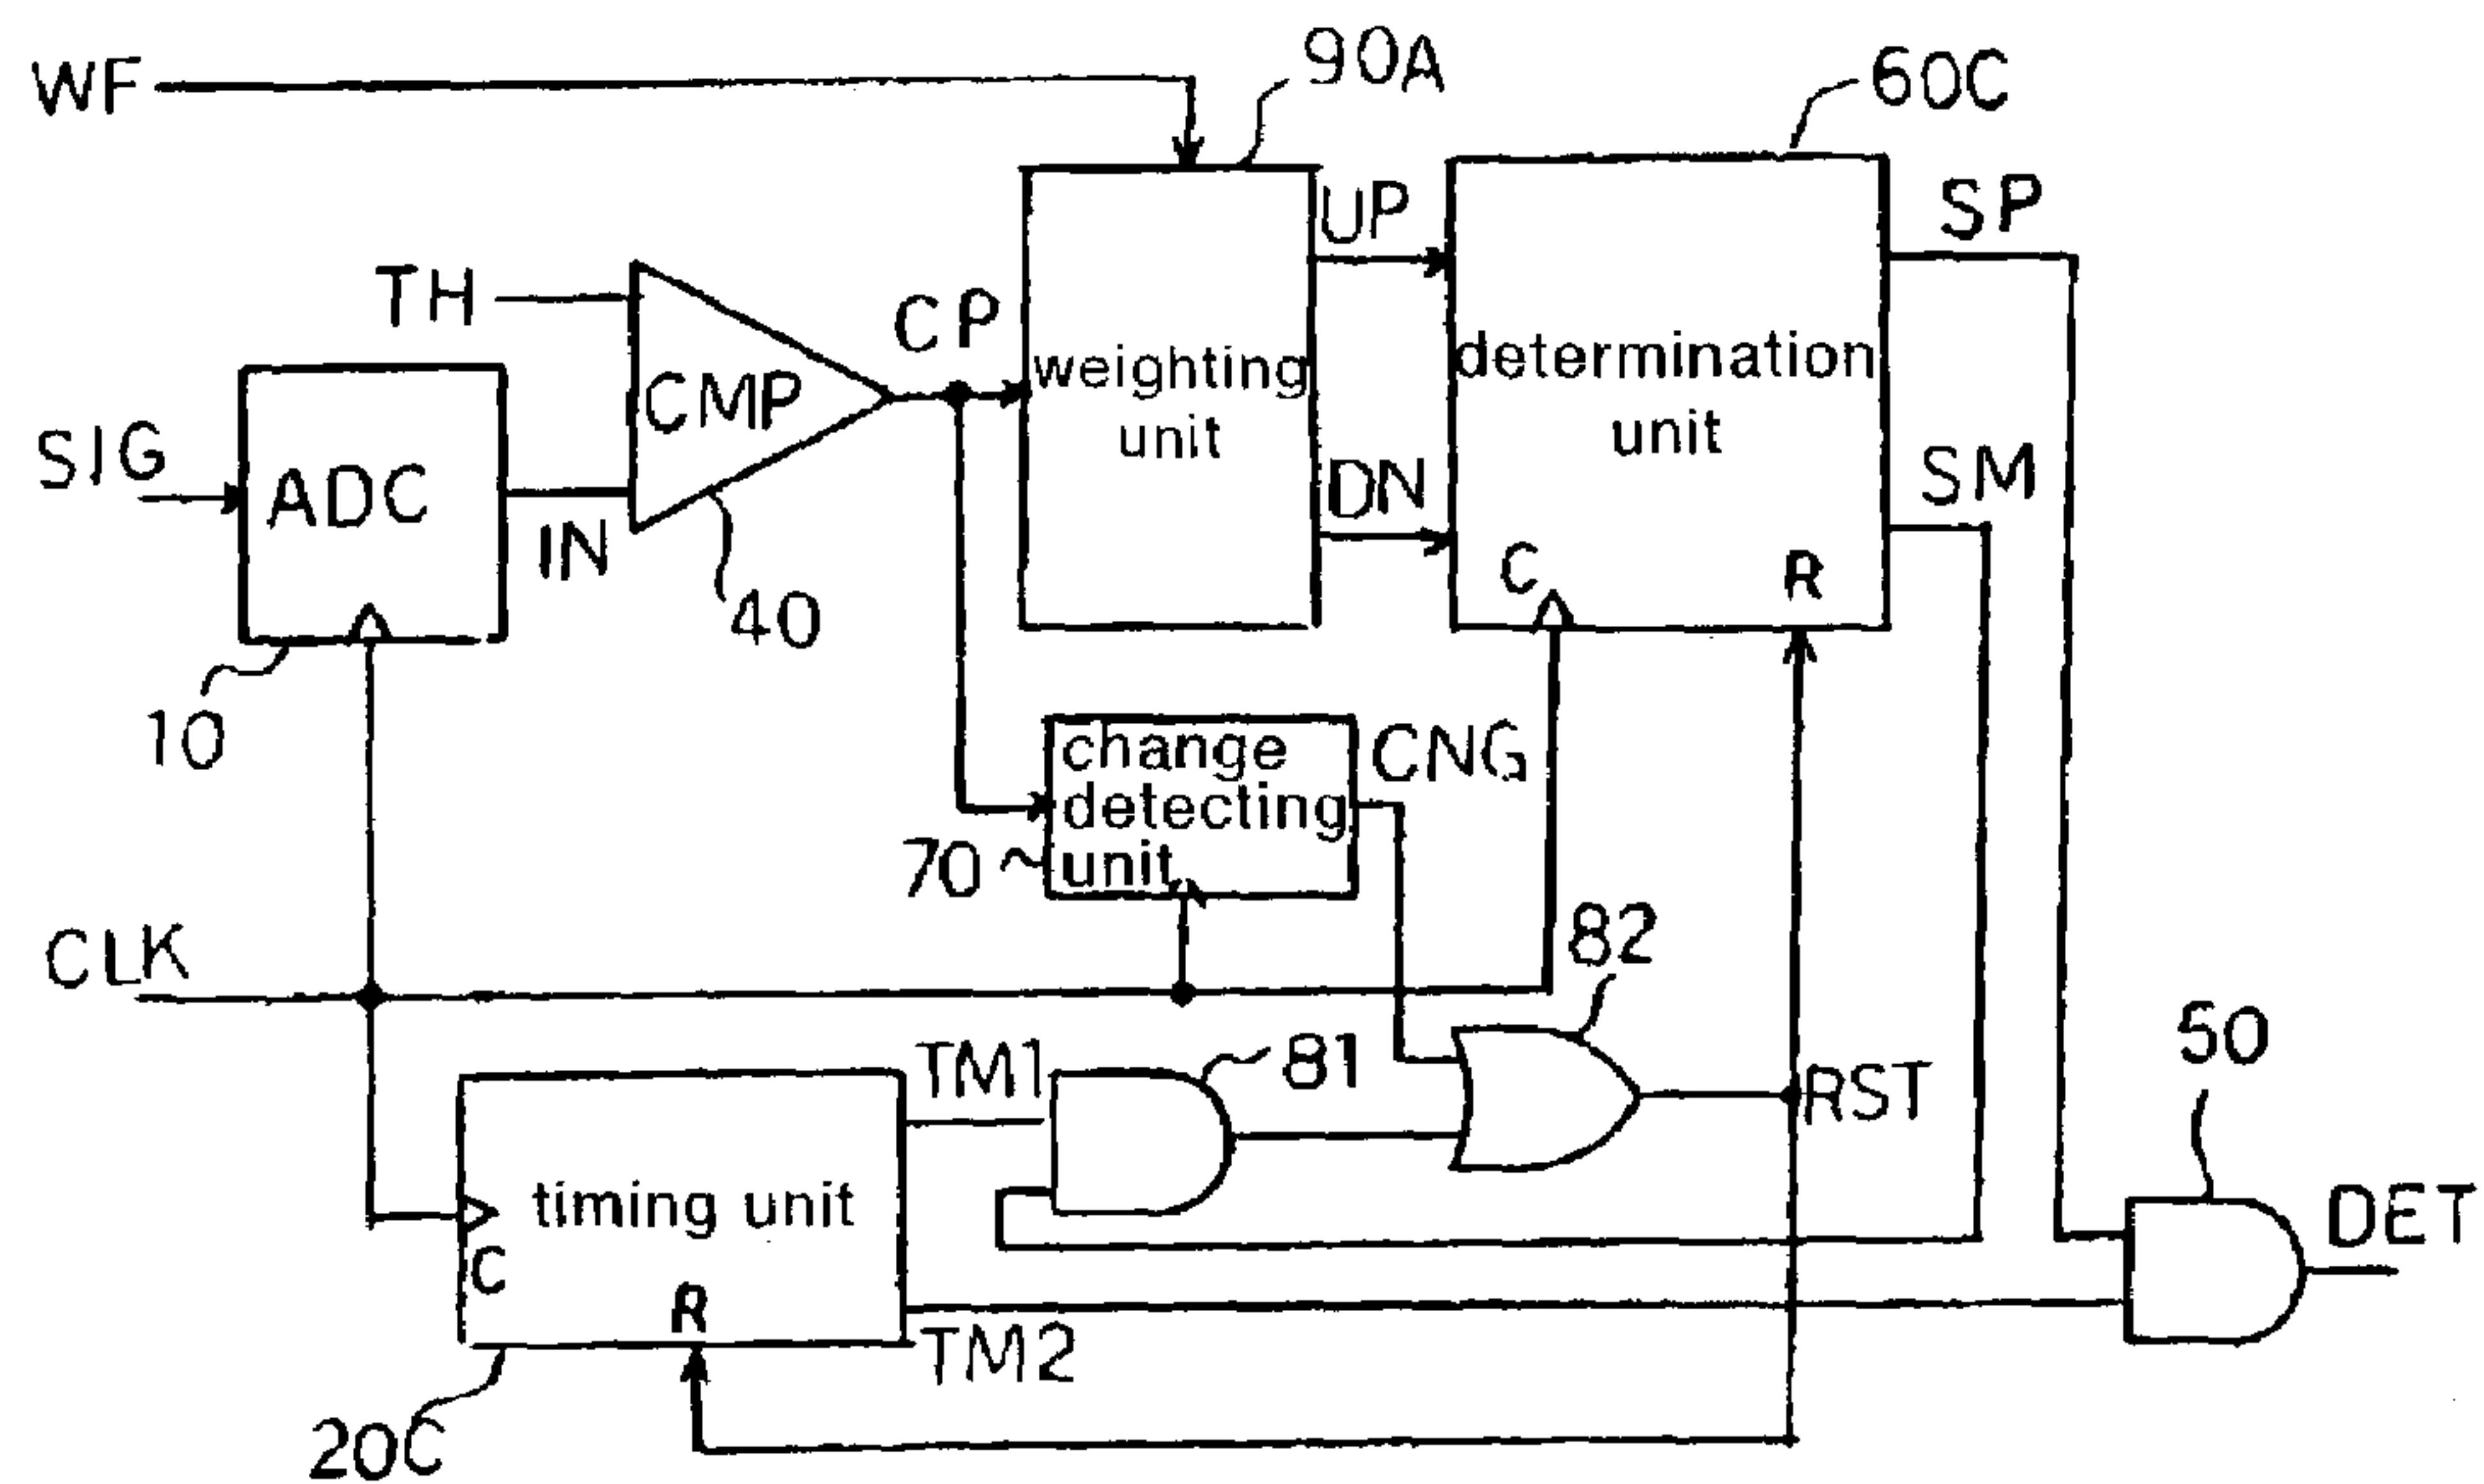 WF
90A
60C
UP
SP
TH
CP
CMP
weighting
unit
determination
unit
SIG
ADC
IN
DN
SM
C
R
40
10
change
detecting
unit
CNG
70
CLK
82
TM1
81
RST
50
timing unit
C
R
TM2
DET
20C